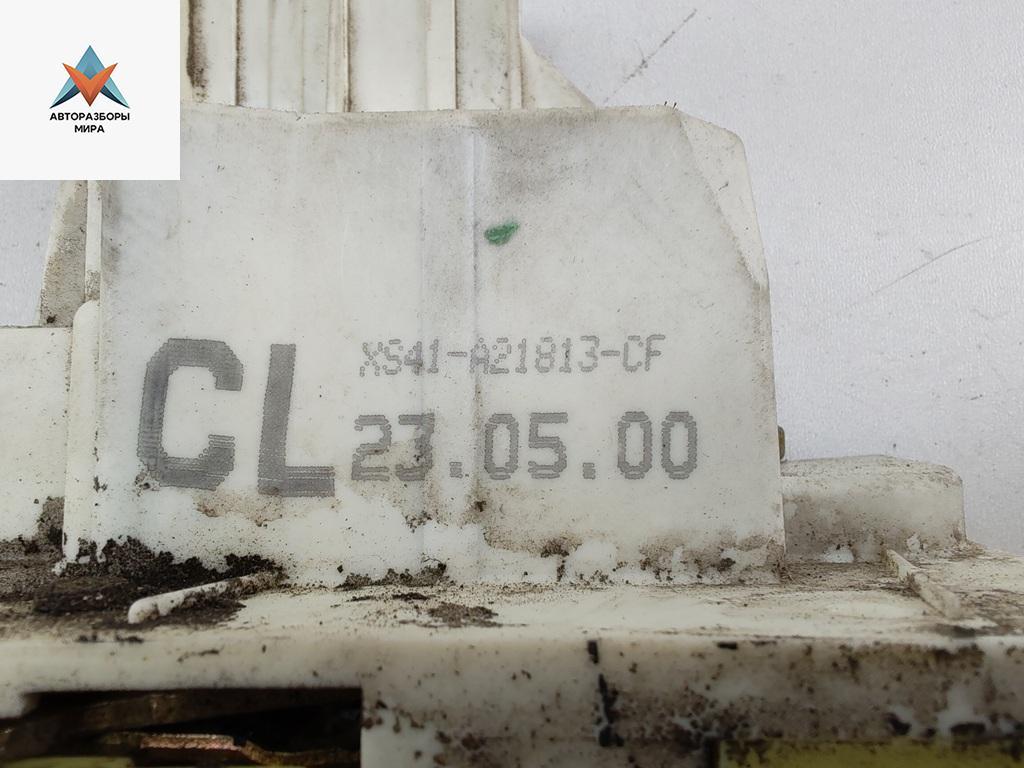 АВТОРАЗБОРЫ
МИРА
CL
XS41-A21813-CF
23.05.00